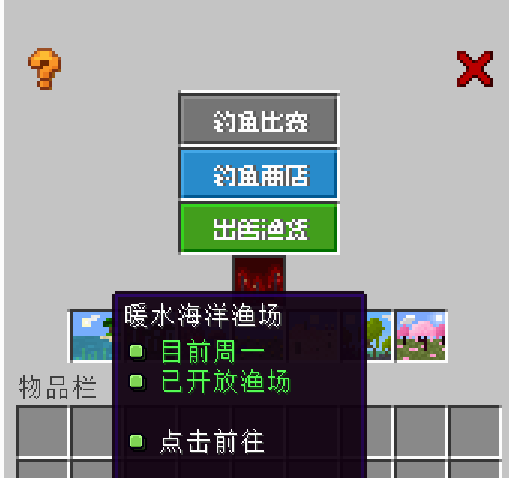 钓鱼比赛
钓鱼商店
出售渔货
暖水海洋渔场
目前周一
已开放渔场
物品栏
点击前往